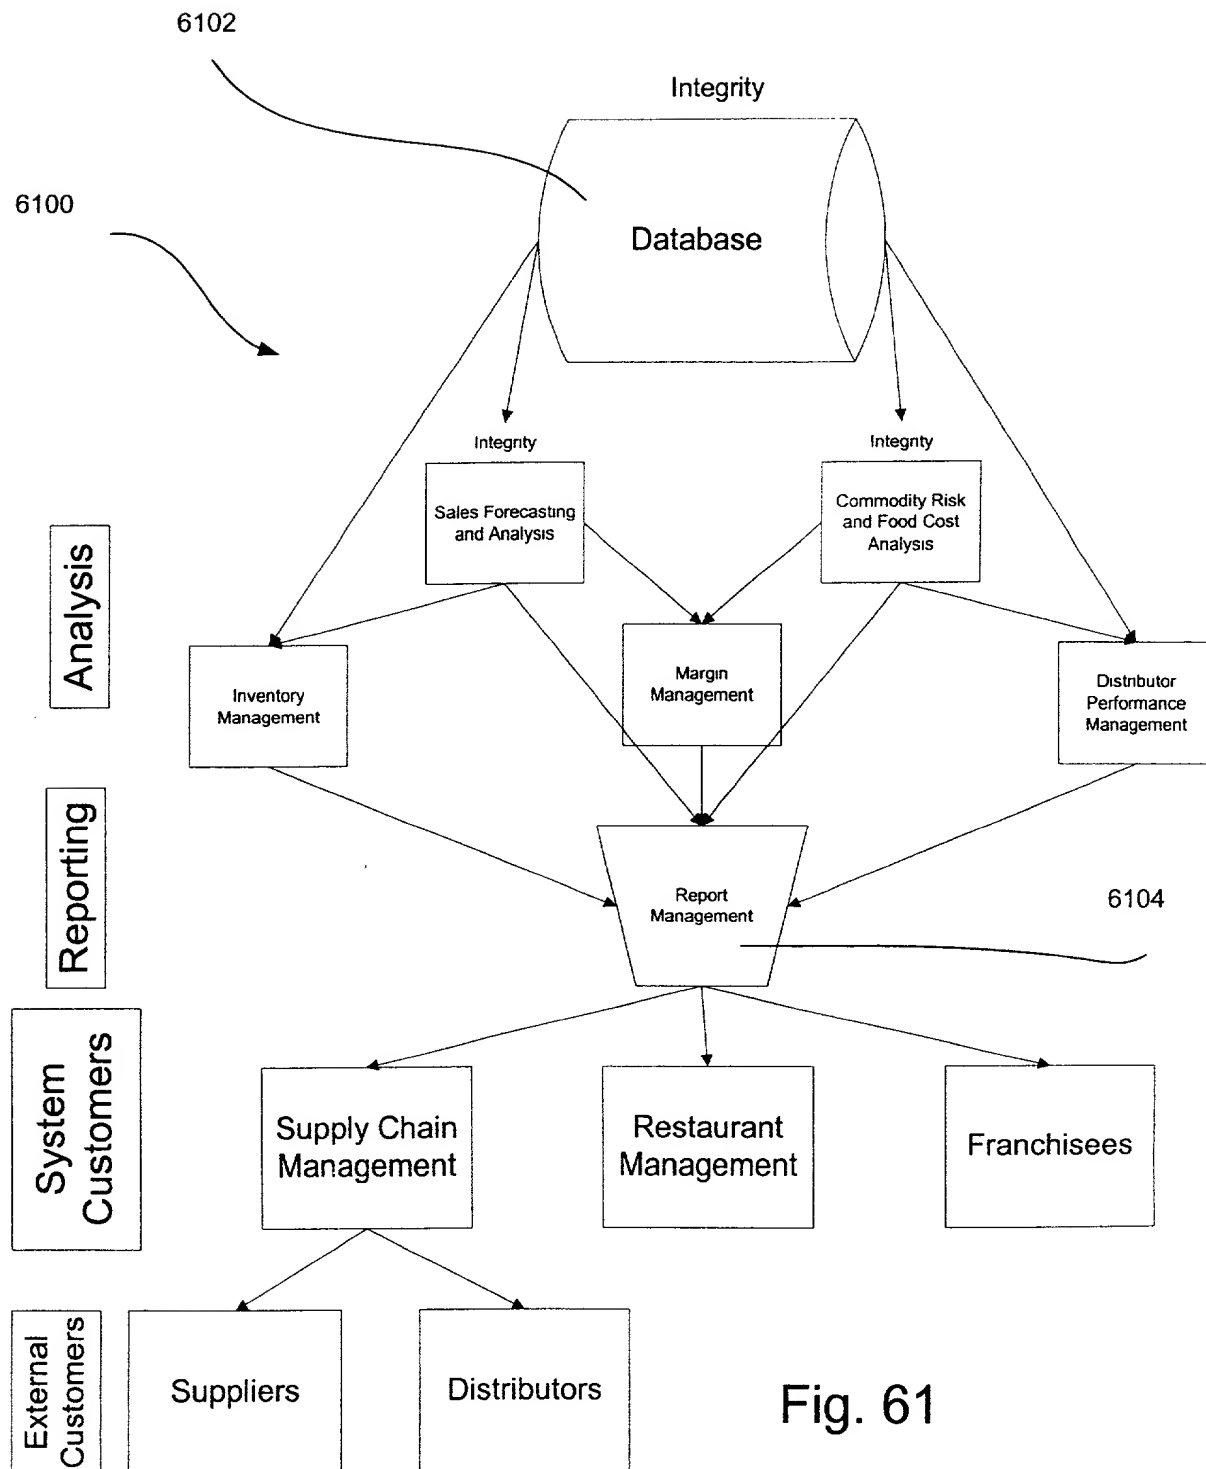 6102
Integrity
6100
Database
Integrity
Integrity
Sales Forecasting
and Analysis
Commodity Risk
and Food Cost
Analysis
Analysis
Inventory
Management
Margin
Management
Distributor
Performance
Management
Reporting
Report
Management
6104
System
Customers
Supply Chain
Management
Restaurant
Management
Franchisees
External
Customers
Suppliers
Distributors
Fig. 61